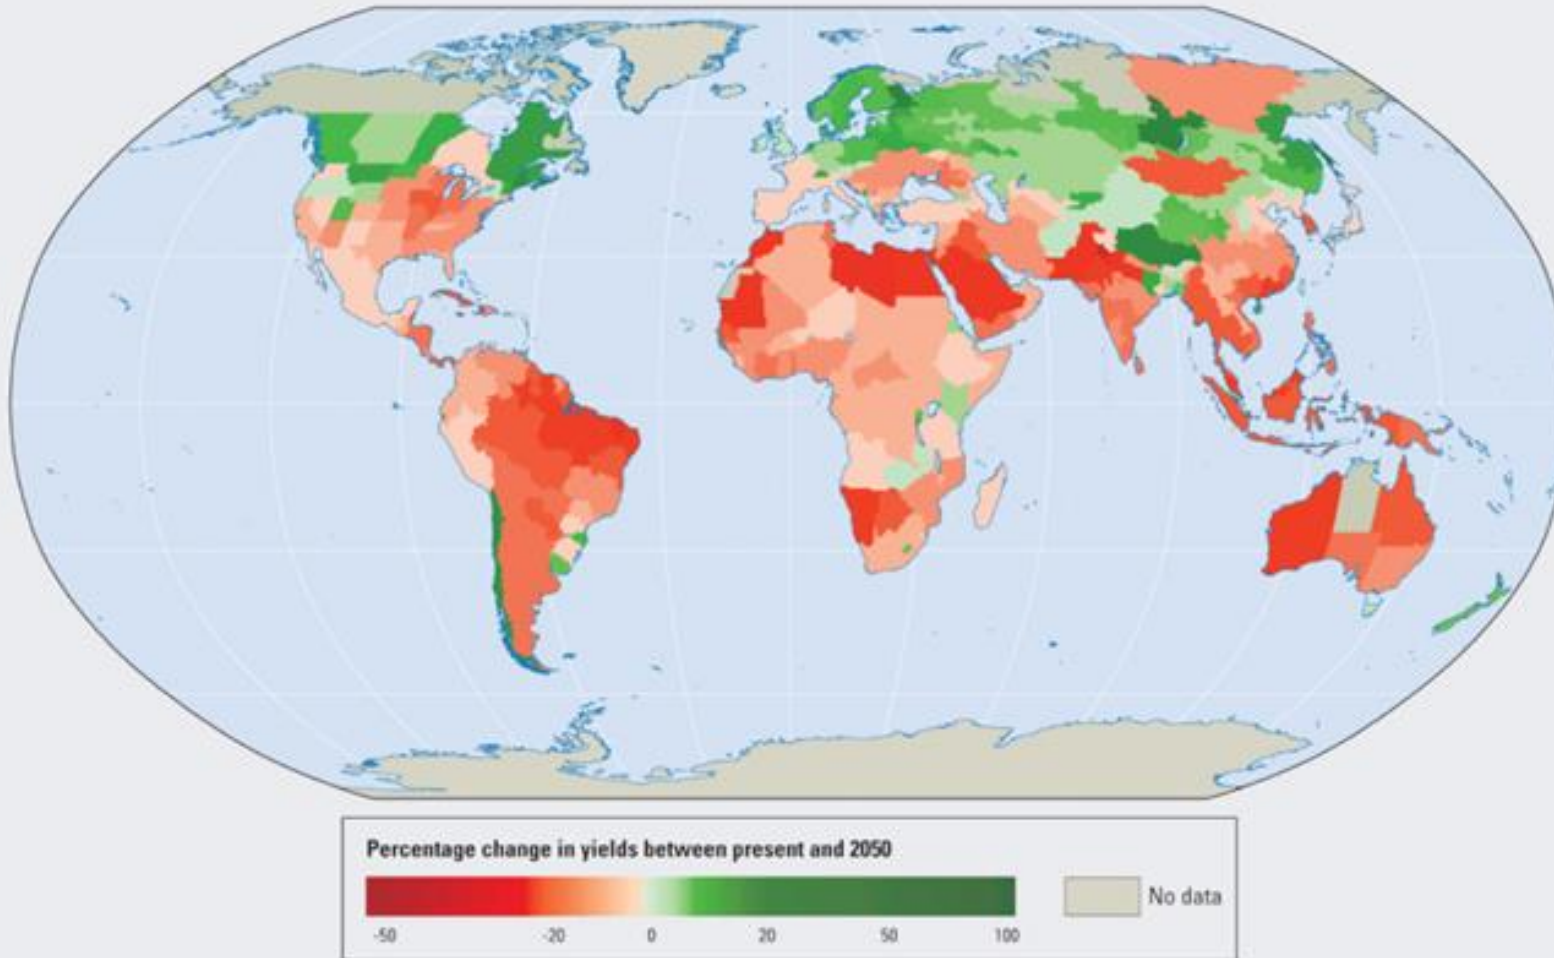 Percentage change in yields between present and 2050
No data
-50 -20 0 20 50 100